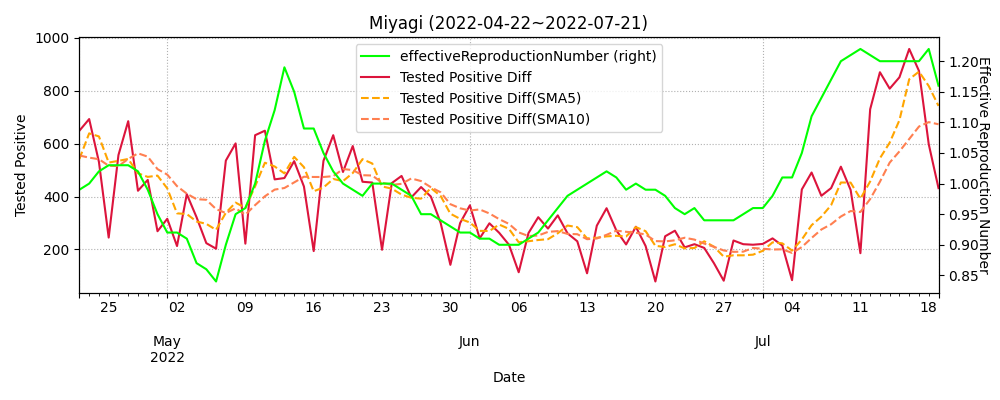 Miyagi (2022-04-22~2022-07-21)
effectiveReproductionNumber (right)
Tested Positive Diff
Tested Positive Diff(SMA5)
Tested Positive Diff(SMA10)
Tested Positive
1000
800
600
400
200
1.20
1.15
1.10
1.05
1.00
0.95
0.90
0.85
Effective Reproduction Number
25 02 09 16 23 30 06 13 20 27 04 11 18
May Jun Jul
2022
Date